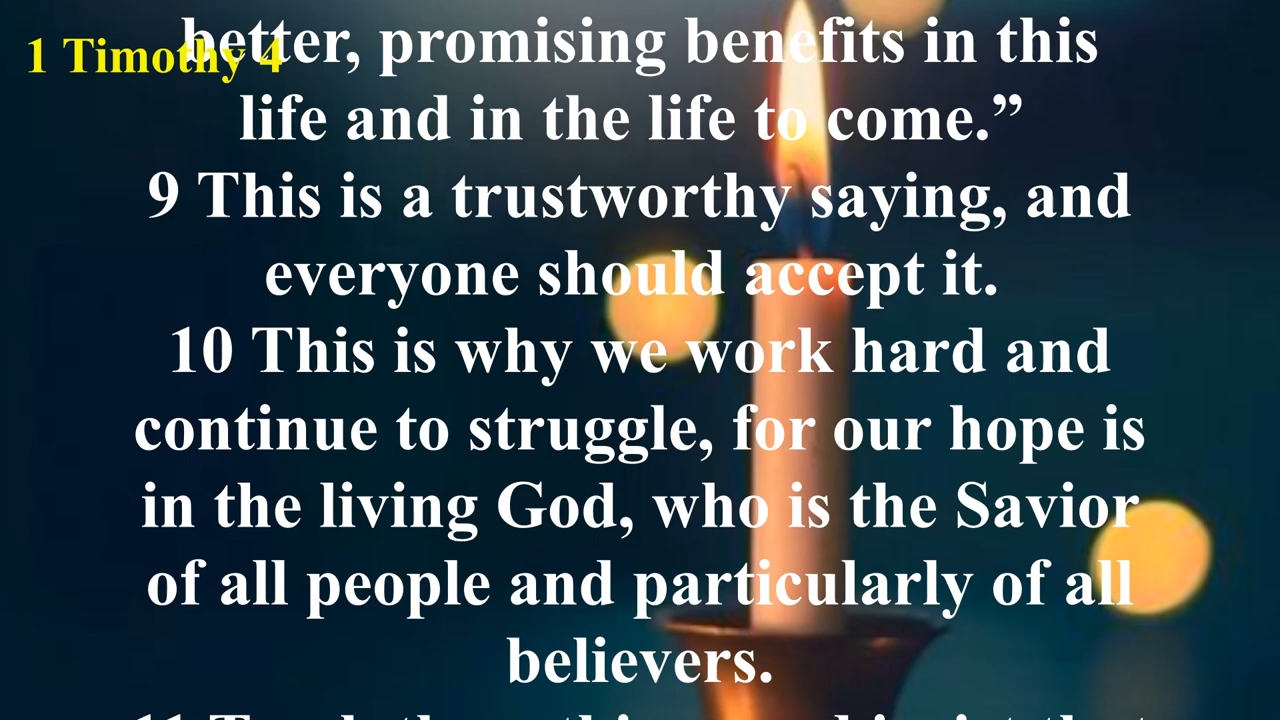 1 Timothy 4
better, promising benefits in this
life and in the life to come.”
9 This is a trustworthy saying, and
everyone should accept it.
10 This is why we work hard and
continue to struggle, for our hope is
in the living God, who is the Savior
of all people and particularly of all
believers.